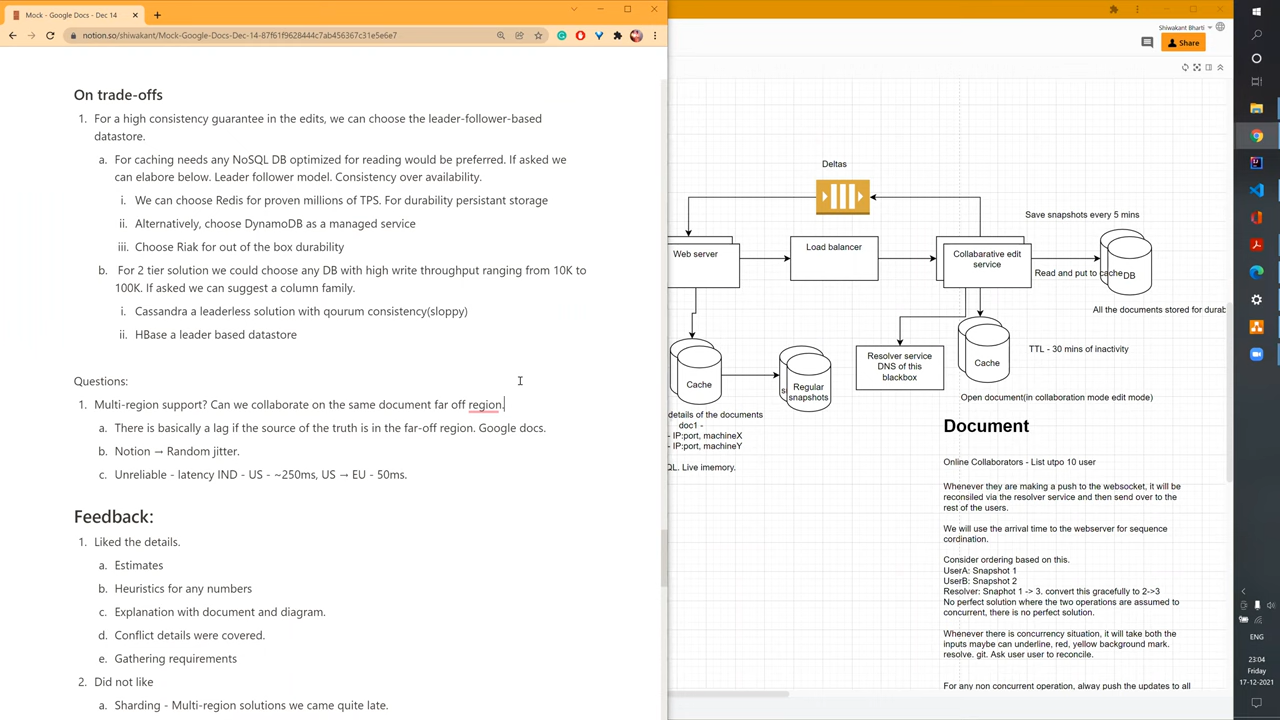 Mock - Google Docs - Dec 14
notion.so/shiwakant/Mock-Google-Docs-Dec-14-87f61f9628444c7ab456367c31e5e6e7
On trade-offs
1. For a high consistency guarantee in the edits, we can choose the leader-follower-based
datastore.
a. For caching needs any NoSQL DB optimized for reading would be preferred. If asked we
can elabore below. Leader follower model. Consistency over availability.
i. We can choose Redis for proven millions of TPS. For durability persistant storage
ii. Alternatively, choose DynamoDB as a managed service
iii. Choose Riak for out of the box durability
b. For 2 tier solution we could choose any DB with high write throughput ranging from 10K to
100K. If asked we can suggest a column family.
i. Cassandra a leaderless solution with qourum consistency(sloppy)
ii. HBase a leader based datastore
Questions:
1. Multi-region support? Can we collaborate on the same document far off region.
a. There is basically a lag if the source of the truth is in the far-off region. Google docs.
b. Notion → Random jitter.
c. Unreliable - latency IND - US - ~250ms, US → EU - 50ms.
Feedback:
1. Liked the details.
a. Estimates
b. Heuristics for any numbers
c. Explanation with document and diagram.
d. Conflict details were covered.
e. Gathering requirements
2. Did not like
a. Sharding - Multi-region solutions we came quite late.
Shiwakant Bharti
Share
Deltas
Save snapshots every 5 mins
Web server
Load balancer
Collabarative edit
service
Read and put to cache
DB
All the documents stored for durab
Cache
Regular
snapshots
s
Resolver service
DNS of this
blackbox
Cache
TTL - 30 mins of inactivity
Open document(in collaboration mode edit mode)
details of the documents
doc1 -
- IP:port, machineX
- IP:port, machineY
QL. Live imemory.
Document
Online Collaborators - List utpo 10 user
Whenever they are making a push to the websocket, it will be
reconsiled via the resolver service and then send over to the
rest of the users.
We will use the arrival time to the webserver for sequence
cordination.
Consider ordering based on this.
UserA: Snapshot 1
UserB: Snapshot 2
Resolver: Snaphot 1 -> 3. convert this gracefully to 2->3
No perfect solution where the two operations are assumed to
concurrent, there is no perfect solution.
Whenever there is concurrency situation, it will take both the
inputs maybe can underline, red, yellow background mark.
resolve. git. Ask user user to reconcile.
For any non concurrent operation, alway push the updates to all
ENG
23:04
Friday
17-12-2021